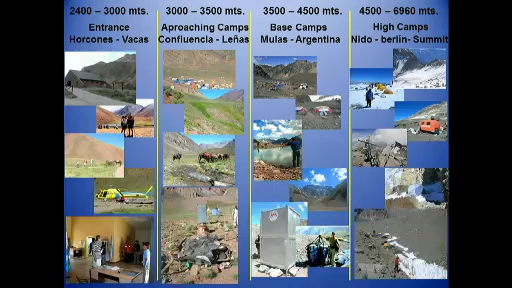 2400 – 3000 mts.
Entrance
Horcones - Vacas
3000 – 3500 mts.
Aproaching Camps
Confluencia - Leñas
3500 – 4500 mts.
Base Camps
Mulas - Argentina
4500 – 6960 mts.
High Camps
Nido - berlin- Summit